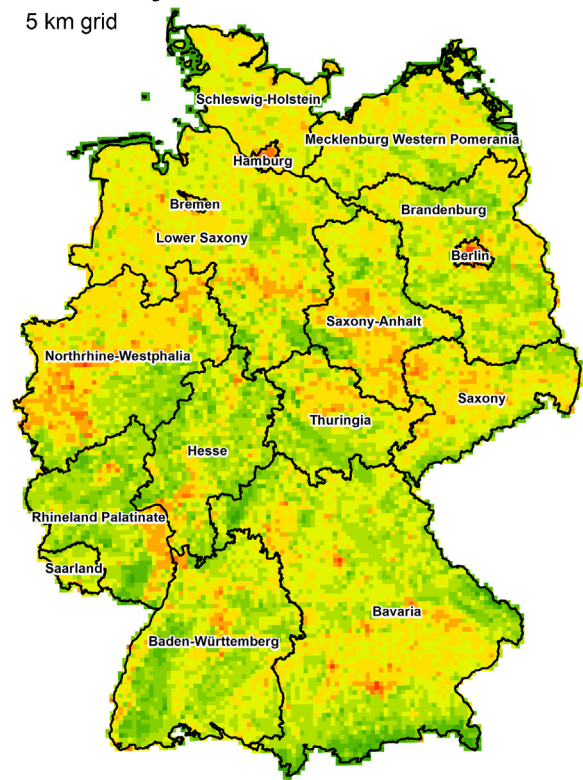 5 km grid
Schleswig-Holstein
Mecklenburg Western Pomerania
Hamburg
Bremen
Brandenburg
Lower Saxony
Berlin
Saxony-Anhalt
Northrhine-Westphalia
Saxony
Thuringia
Hesse
Rhineland Palatinate
Saarland
Bavaria
Baden-Württemberg